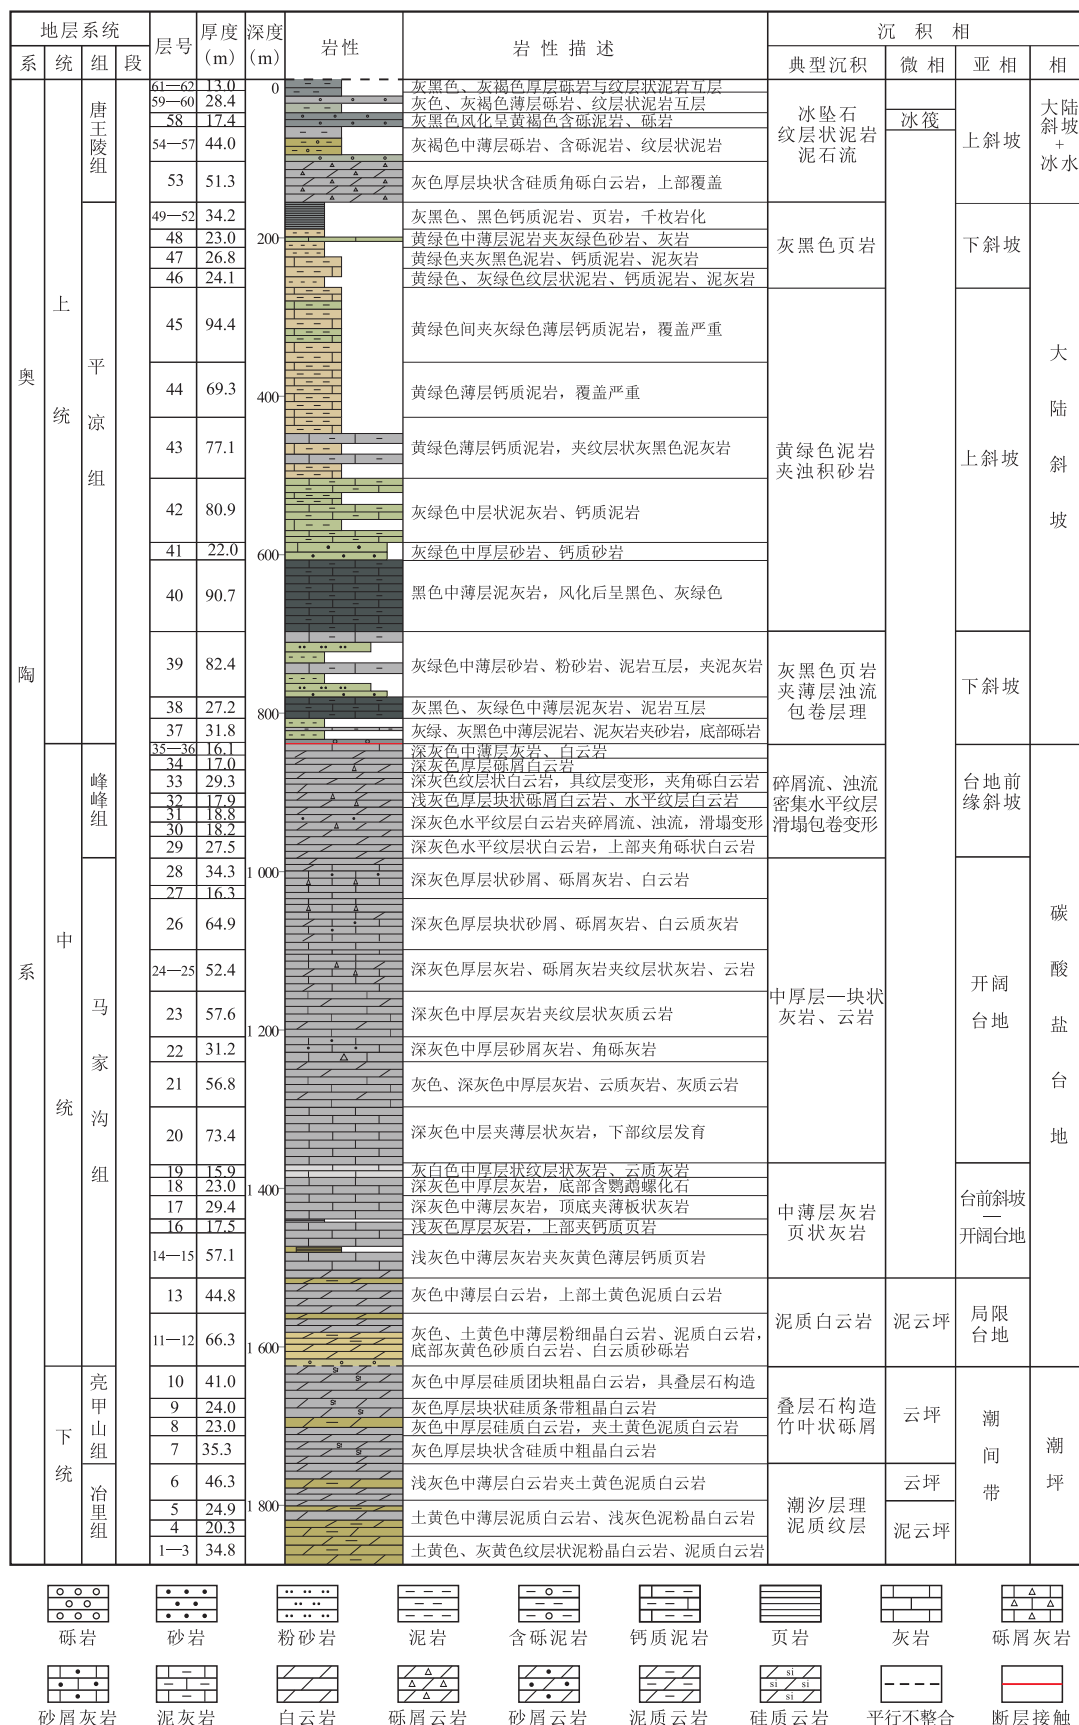 地层系统
层号
厚度
(m)
深度
(m)
岩性
岩性描述
沉积相
系
统
组
段
典型沉积
微相
亚相
相
奥
陶
系
上
统
中
统
下
统
唐
王
陵
组
平
凉
组
峰
峰
组
马
家
沟
组
亮
甲
山
组
冶
里
组
61—62 13.0 灰黑色、灰褐色厚层砾岩与纹层状泥岩互层
59—60 28.4 灰色、灰褐色薄层砾岩、纹层状泥岩互层
58 17.4 灰黑色风化呈黄褐色含砾泥岩、砾岩
54—57 44.0 灰褐色中薄层砾岩、含砾泥岩、纹层状泥岩
53 51.3 灰色厚层块状含硅质角砾白云岩，上部覆盖
49—52 34.2 灰黑色、黑色钙质泥岩、页岩，千枚岩化
48 23.0 黄绿色中薄层泥岩夹灰绿色砂岩、灰岩
47 26.8 黄绿色夹灰黑色泥岩、钙质泥岩、泥灰岩
46 24.1 黄绿色、灰绿色纹层状泥岩、钙质泥岩、泥灰岩
45 94.4 黄绿色间夹灰绿色薄层钙质泥岩，覆盖严重
44 69.3 黄绿色薄层钙质泥岩，覆盖严重
43 77.1 黄绿色薄层钙质泥岩，夹纹层状灰黑色泥灰岩
42 80.9 灰绿色中层状泥灰岩、钙质泥岩
41 22.0 灰绿色中厚层砂岩、钙质砂岩
40 90.7 黑色中薄层泥灰岩，风化后呈黑色、灰绿色
39 82.4 灰绿色中薄层砂岩、粉砂岩、泥岩互层，夹泥灰岩
38 27.2 灰黑色、灰绿色中薄层泥灰岩、泥岩互层
37 31.8 灰绿、灰黑色中薄层泥岩、泥灰岩夹砂岩，底部砾岩
35—36 16.1 深灰色中薄层灰岩、白云岩
34 17.0 深灰色厚层砾屑白云岩
33 29.3 深灰色纹层状白云岩，具纹层变形，夹角砾白云岩
32 17.9 浅灰色厚层块状砾屑白云岩、水平纹层白云岩
31 18.8
30 18.2
深灰色水平纹层白云岩夹碎屑流、浊流，滑塌变形
29 27.5 深灰色水平纹层状白云岩，上部夹角砾状白云岩
28 34.3
27 16.3
深灰色厚层状砂屑、砾屑灰岩、白云岩
26 64.9 深灰色厚层块状砂屑、砾屑灰岩、白云质灰岩
24—25 52.4 深灰色厚层灰岩、砾屑灰岩夹纹层状灰岩、云岩
23 57.6 深灰色中厚层灰岩夹纹层状灰质云岩
22 31.2 深灰色中厚层砂屑灰岩、角砾灰岩
21 56.8 灰色、深灰色中厚层灰岩、云质灰岩、灰质云岩
20 73.4 深灰色中层夹薄层状灰岩，下部纹层发育
19 15.9 灰白色中厚层状纹层状灰岩、云质灰岩
18 23.0 深灰色中厚层灰岩，底部含鹦鹉螺化石
17 29.4 深灰色中厚层灰岩，顶底夹薄板状灰岩
16 17.5 浅灰色厚层灰岩，上部夹钙质页岩
14—15 57.1 浅灰色中薄层灰岩夹灰黄色薄层钙质页岩
13 44.8 灰色中薄层白云岩，上部土黄色泥质白云岩
11—12 66.3 灰色、土黄色中薄层粉细晶白云岩、泥质白云岩，
底部灰黄色砂质白云岩、白云质砂砾岩
10 41.0 灰色中厚层硅质团块粗晶白云岩，具叠层石构造
9 24.0 灰色厚层块状硅质条带粗晶白云岩
8 23.0 灰色中厚层硅质白云岩，夹土黄色泥质白云岩
7 35.3 灰色厚层块状含硅质中粗晶白云岩
6 46.3 浅灰色中薄层白云岩夹土黄色泥质白云岩
5 24.9
4 20.3
土黄色中薄层泥质白云岩、浅灰色泥粉晶白云岩
1—3 34.8 土黄色、灰黄色纹层状泥粉晶白云岩、泥质白云岩
0
200
400
600
800
1 000
1 200
1 400
1 600
1 800
冰坠石
纹层状泥岩
泥石流
灰黑色页岩
黄绿色泥岩
夹浊积砂岩
灰黑色页岩
夹薄层浊流
包卷层理
碎屑流、浊流
密集水平纹层
滑塌包卷变形
中厚层—块状
灰岩、云岩
中薄层灰岩
页状灰岩
泥质白云岩
叠层石构造
竹叶状砾屑
潮汐层理
泥质纹层
冰筏
泥云坪
云坪
云坪
泥云坪
上斜坡
下斜坡
上斜坡
下斜坡
台地前
缘斜坡
开阔
台地
台前斜坡
—
开阔台地
局限
台地
潮
间
带
大陆
斜坡
+
冰水
大
陆
斜
坡
碳
酸
盐
台
地
潮
坪
砾岩 砂岩 粉砂岩 泥岩 含砾泥岩 钙质泥岩 页岩 灰岩 砾屑灰岩
si
si si
si
砂屑灰岩 泥灰岩 白云岩 砾屑云岩 砂屑云岩 泥质云岩 硅质云岩 平行不整合 断层接触